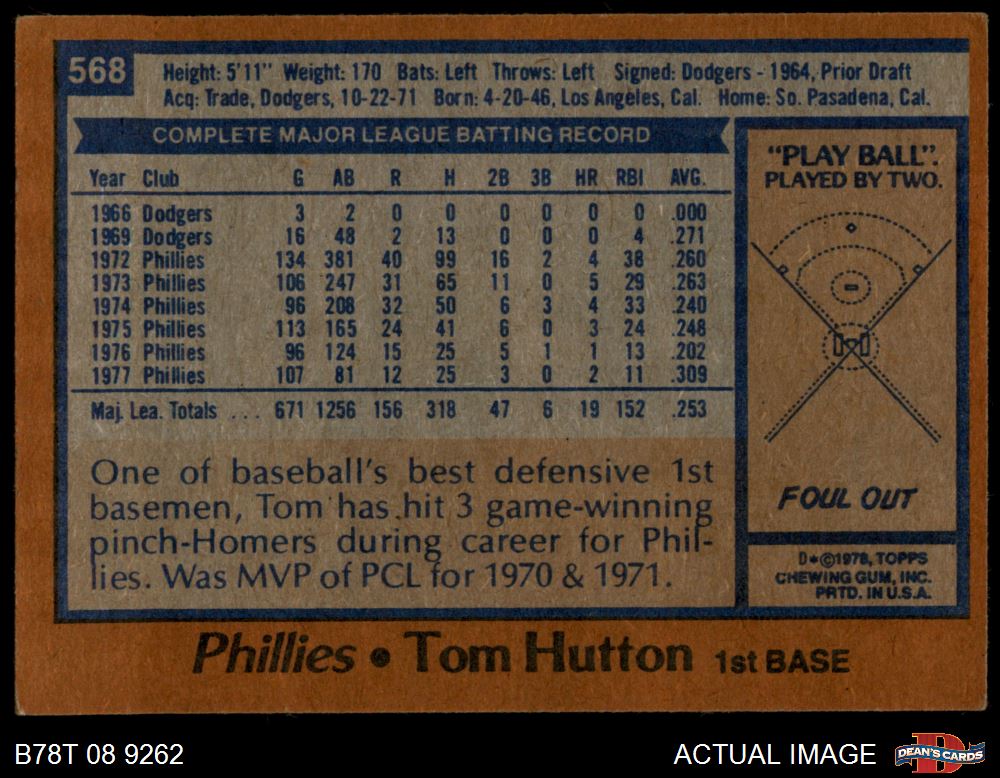 568
Height: 5'11" Weight: 170 Bats: Left Throws: Left Signed: Dodgers - 1964, Prior Draft
Acq: Trade, Dodgers, 10-22-71 Born: 4-20-46, Los Angeles, Cal. Home: So. Pasadena, Cal.
COMPLETE MAJOR LEAGUE BATTING RECORD
Year Club G AB R H 2B 3B HR RBI AVG.
1966 Dodgers 3 2 0 0 0 0 0 0 .000
1969 Dodgers 16 48 2 13 0 0 0 4 .271
1972 Phillies 134 381 40 99 16 2 4 38 .260
1973 Phillies 106 247 31 65 11 0 5 29 .263
1974 Phillies 96 208 32 50 6 3 4 33 .240
1975 Phillies 113 165 24 41 6 0 3 24 .248
1976 Phillies 96 124 15 25 5 1 1 13 .202
1977 Phillies 107 81 12 25 3 0 2 11 .309
Maj. Lea. Totals . . . 671 1256 156 318 47 6 19 152 .253
One of baseball's best defensive 1st
basemen, Tom has hit 3 game-winning
pinch-Homers during career for Phil-
lies. Was MVP of PCL for 1970 & 1971.
"PLAY BALL".
PLAYED BY TWO.
FOUL OUT
D*©1978, TOPPS
CHEWING GUM, INC.
PRTD. IN U.S.A.
Phillies • Tom Hutton 1st BASE
B78T 08 9262
ACTUAL IMAGE
DEAN'S CARDS